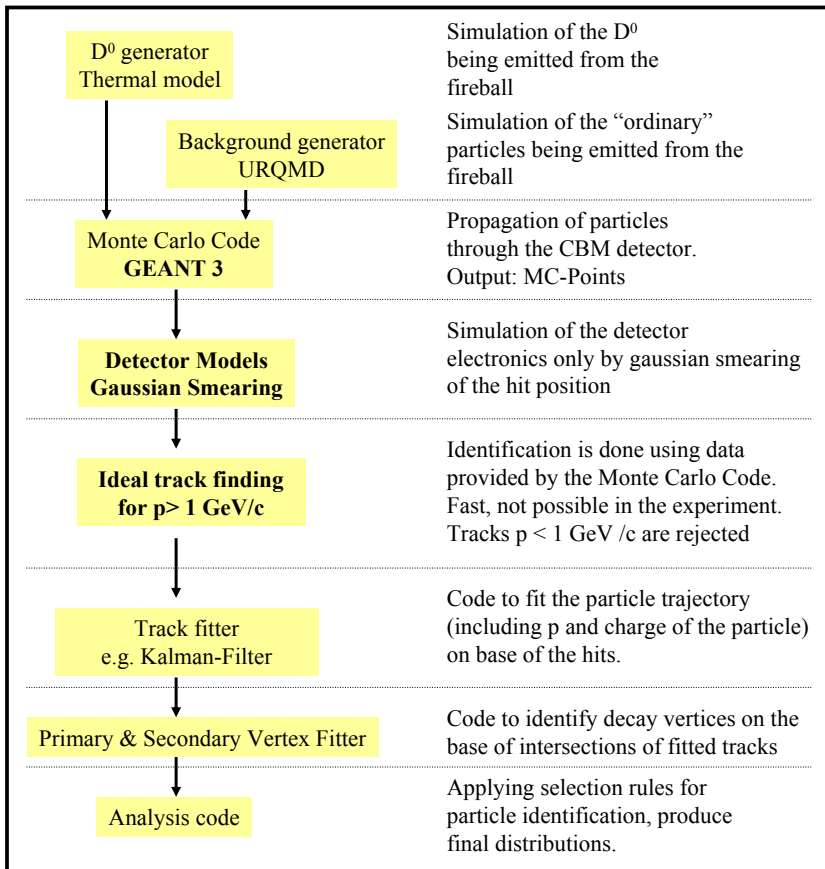 D⁰ generator
Thermal model
Simulation of the D⁰
being emitted from the
fireball
Background generator
URQMD
Simulation of the “ordinary”
particles being emitted from the
fireball
Monte Carlo Code
GEANT 3
Propagation of particles
through the CBM detector.
Output: MC-Points
Detector Models
Gaussian Smearing
Simulation of the detector
electronics only by gaussian smearing
of the hit position
Ideal track finding
for p> 1 GeV/c
Identification is done using data
provided by the Monte Carlo Code.
Fast, not possible in the experiment.
Tracks p < 1 GeV /c are rejected
Track fitter
e.g. Kalman-Filter
Code to fit the particle trajectory
(including p and charge of the particle)
on base of the hits.
Primary & Secondary Vertex Fitter
Code to identify decay vertices on the
base of intersections of fitted tracks
Analysis code
Applying selection rules for
particle identification, produce
final distributions.